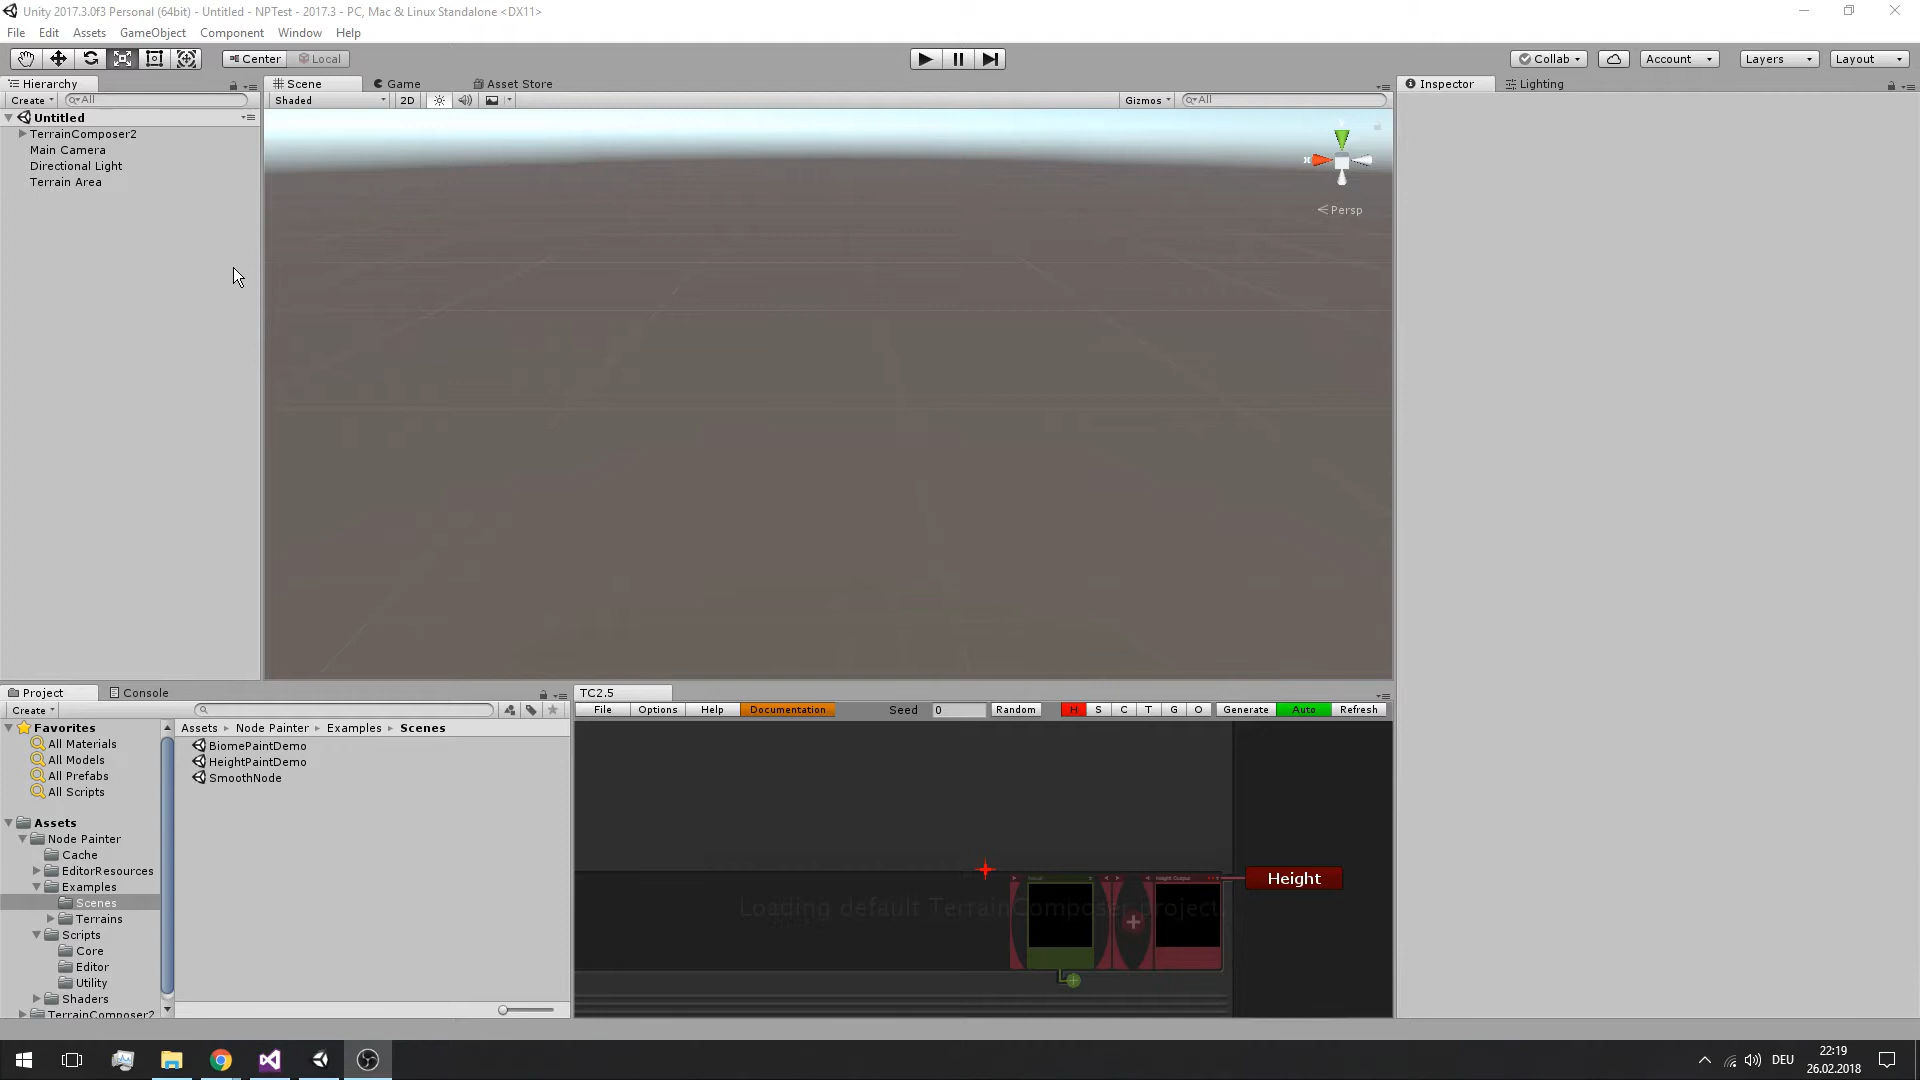 Unity 2017.3.0f3 Personal (64bit) - Untitled - NPTest - 2017.3 - PC, Mac & Linux Standalone <DX11>
File Edit Assets GameObject Component Window Help
Center Local Collab Account Layers Layout
Hierarchy Scene Game Asset Store Inspector Lighting
Create All Shaded 2D Gizmos All
Untitled
TerrainComposer2
Main Camera
Directional Light
Terrain Area
x
Persp
Project Console TC2.5
Create File Options Help Documentation Seed 0 Random H S C T G O Generate Auto Refresh
Favorites Assets Node Painter Examples Scenes
All Materials BiomePaintDemo
All Models HeightPaintDemo
All Prefabs SmoothNode
All Scripts
Assets
Node Painter
Cache
EditorResources Height Output Height
Examples
Scenes Loading default TerrainComposer project.
Terrains
Scripts
Core
Editor
Utility
Shaders
TerrainComposer2
DEU 22:19
26.02.2018